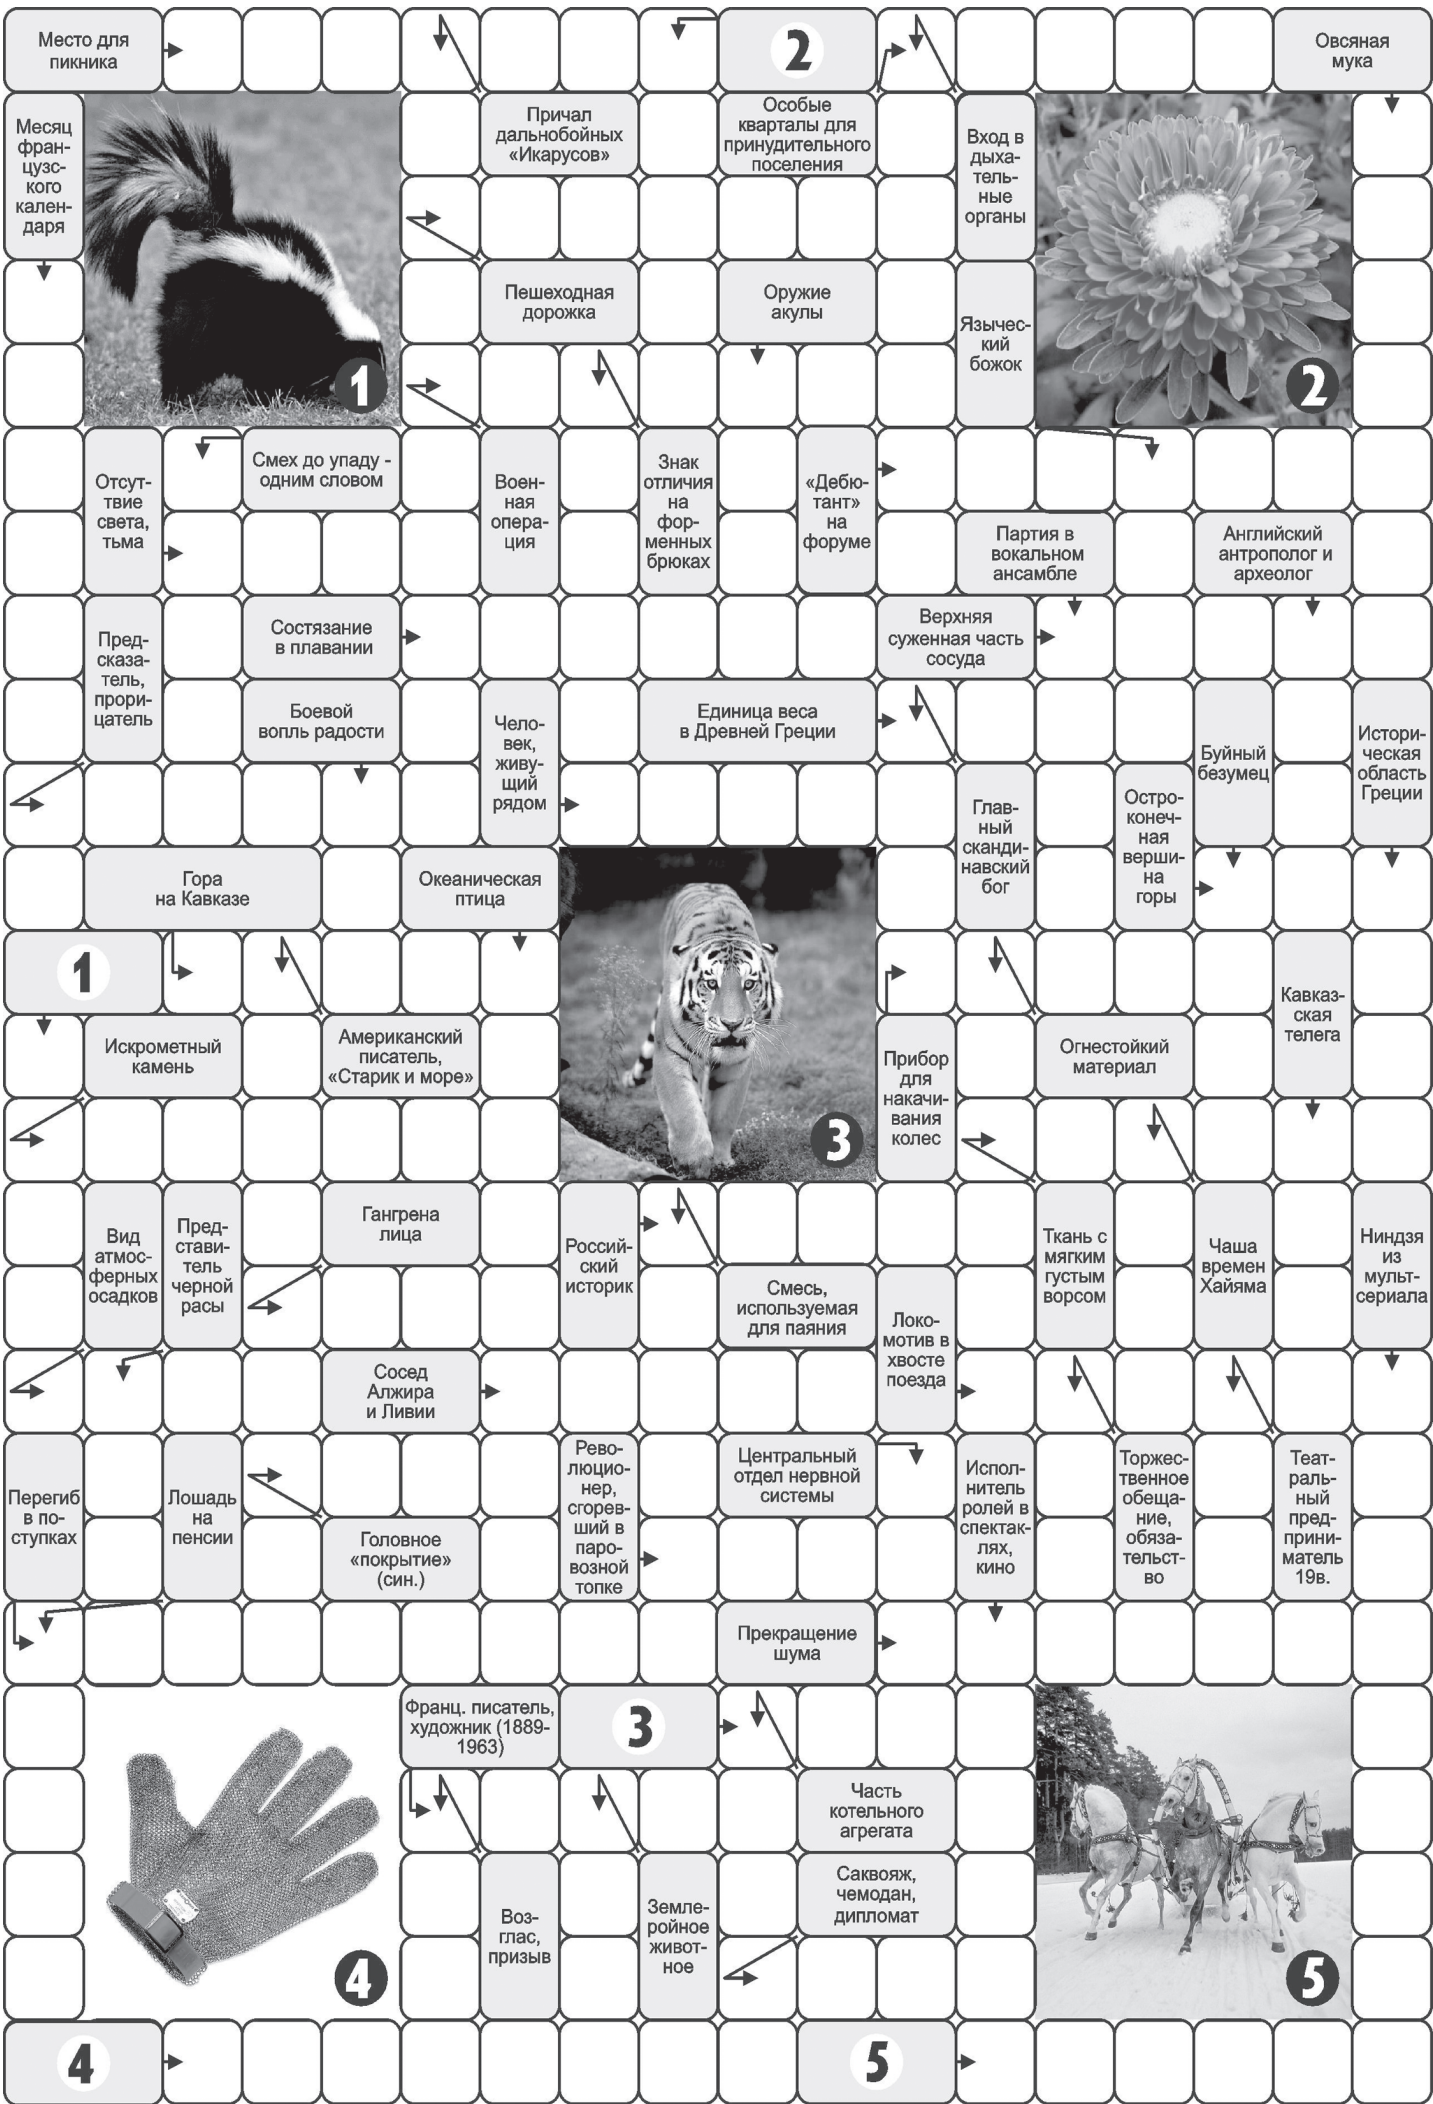 Место для
пикника
2
Овсяная
мука
Месяц
фран-
цузс-
кого
кален-
даря
Причал
дальнобойных
«Икарусов»
Особые
кварталы для
принудительного
поселения
Вход в
дыха-
тель-
ные
органы
Пешеходная
дорожка
Оружие
акулы
Язычес-
кий
божок
1
2
Отсут-
твие
света,
тьма
Смех до упаду -
одним словом
Воен-
ная
опера-
ция
Знак
отличия
на
фор-
менных
брюках
«Дебю-
тант»
на
форуме
Партия в
вокальном
ансамбле
Английский
антрополог и
археолог
Пред-
сказа-
тель,
прори-
цатель
Состязание
в плавании
Верхняя
суженная часть
сосуда
Боевой
вопль радости
Чело-
век,
живу-
щий
рядом
Единица веса
в Древней Греции
Буйный
безумец
Истори-
ческая
область
Греции
Глав-
ный
сканди-
навский
бог
Остро-
конеч-
ная
верши-
на
горы
Гора
на Кавказе
Океаническая
птица
1
Кавказ-
ская
телега
Искрометный
камень
Американский
писатель,
«Старик и море»
3
Прибор
для
накачи-
вания
колес
Огнестойкий
материал
Вид
атмос-
ферных
осадков
Пред-
стави-
тель
черной
расы
Гангрена
лица
Россий-
ский
историк
Смесь,
используемая
для паяния
Локо-
мотив в
хвосте
поезда
Ткань с
мягким
густым
ворсом
Чаша
времен
Хайяма
Ниндзя
из
мульт-
сериала
Сосед
Алжира
и Ливии
Перегиб
в по-
ступках
Лошадь
на
пенсии
Головное
«покрытие»
(син.)
Рево-
люцио-
нер,
сгорев-
ший в
паро-
возной
топке
Центральный
отдел нервной
системы
Испол-
нитель
ролей в
спектак-
лях,
кино
Торжес-
твенное
обеща-
ние,
обяза-
тельст-
во
Теат-
раль-
ный
пред-
прини-
матель
19в.
Прекращение
шума
Франц. писатель,
художник (1889-
1963)
3
Часть
котельного
агрегата
Воз-
глас,
призыв
Земле-
ройное
живот-
ное
Саквояж,
чемодан,
дипломат
4
5
4
5